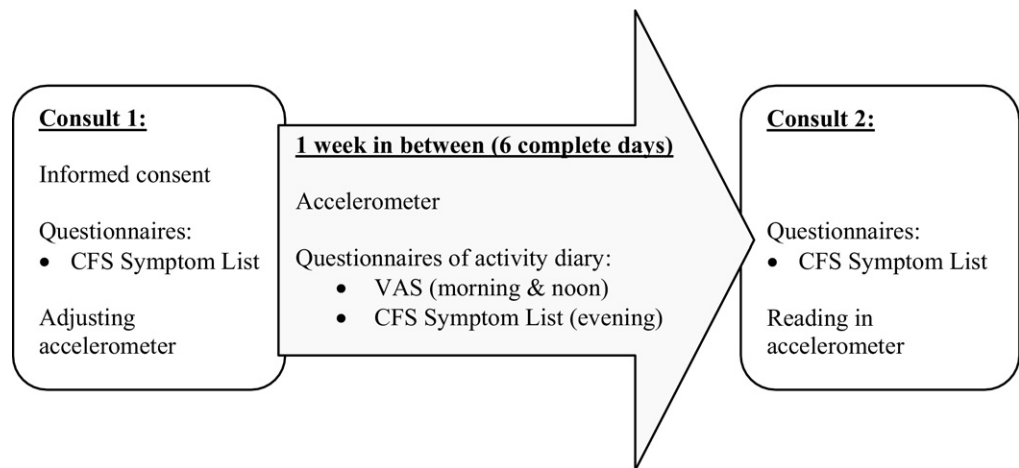 Consult 1:
Informed consent
Questionnaires:
• CFS Symptom List
Adjusting
accelerometer
1 week in between (6 complete days)
Accelerometer
Questionnaires of activity diary:
• VAS (morning & noon)
• CFS Symptom List (evening)
Consult 2:
Questionnaires:
• CFS Symptom List
Reading in
accelerometer